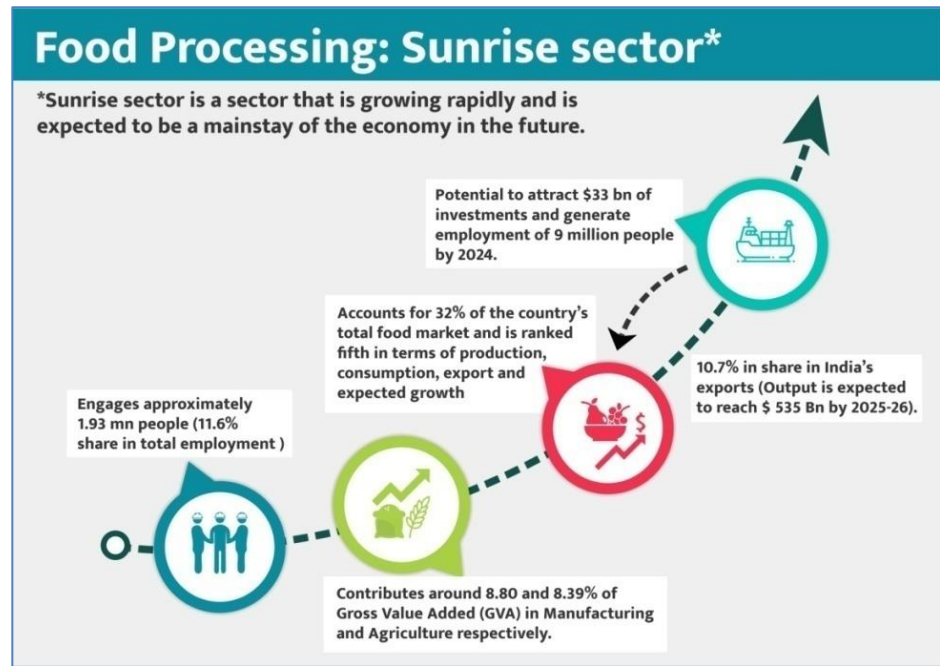 Food Processing: Sunrise sector*
*Sunrise sector is a sector that is growing rapidly and is
expected to be a mainstay of the economy in the future.
Potential to attract $33 bn of
investments and generate
employment of 9 million people
by 2024.
Accounts for 32% of the country's
total food market and is ranked
fifth in terms of production,
consumption, export and
expected growth
10.7% in share in India's
exports (Output is expected
to reach $ 535 Bn by 2025-26).
Engages approximately
1.93 mn people (11.6%
share in total employment )
$
Contributes around 8.80 and 8.39% of
Gross Value Added (GVA) in Manufacturing
and Agriculture respectively.